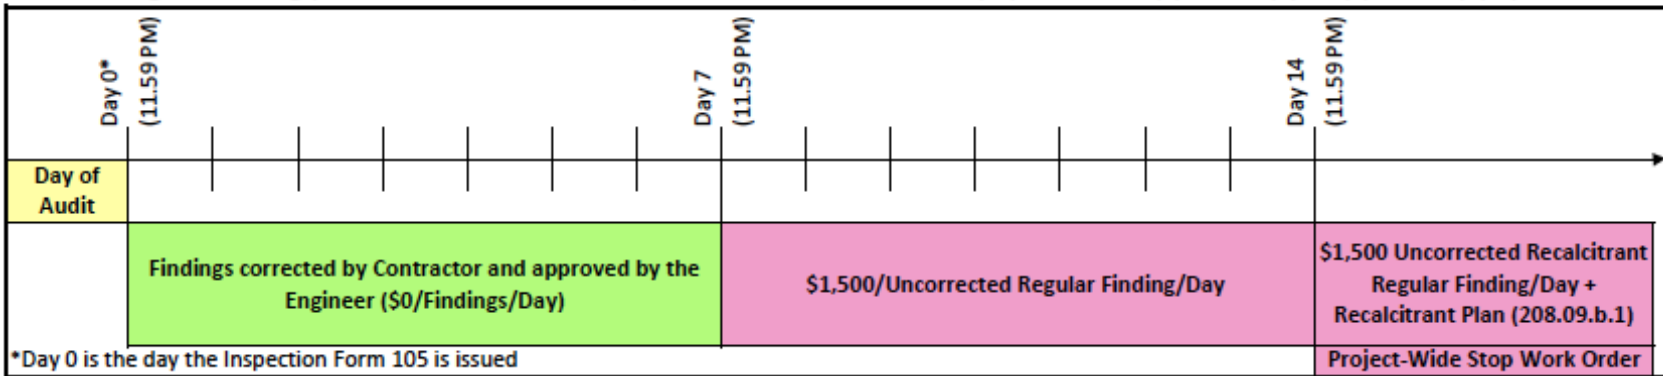 Day 0*
(11.59 PM)
Day 7
(11.59 PM)
Day 14
(11.59 PM)
Day of
Audit
Findings corrected by Contractor and approved by the
Engineer ($0/Findings/Day)
$1,500/Uncorrected Regular Finding/Day
$1,500 Uncorrected Recalcitrant
Regular Finding/Day +
Recalcitrant Plan (208.09.b.1)
*Day 0 is the day the Inspection Form 105 is issued
Project-Wide Stop Work Order